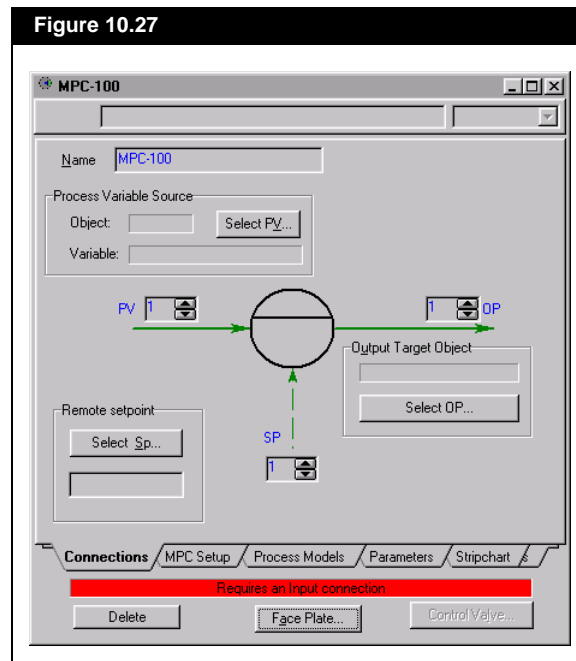 Figure 10.27
MPC-100
Name MPC-100
Process Variable Source
Object: Select PV...
Variable:
PV 1
1 OP
Output Target Object
Select OP...
Remote setpoint
Select Sp...
SP
1
Connections MPC Setup Process Models Parameters Stripchart
Requires an Input connection
Delete Face Plate... Control Valve...